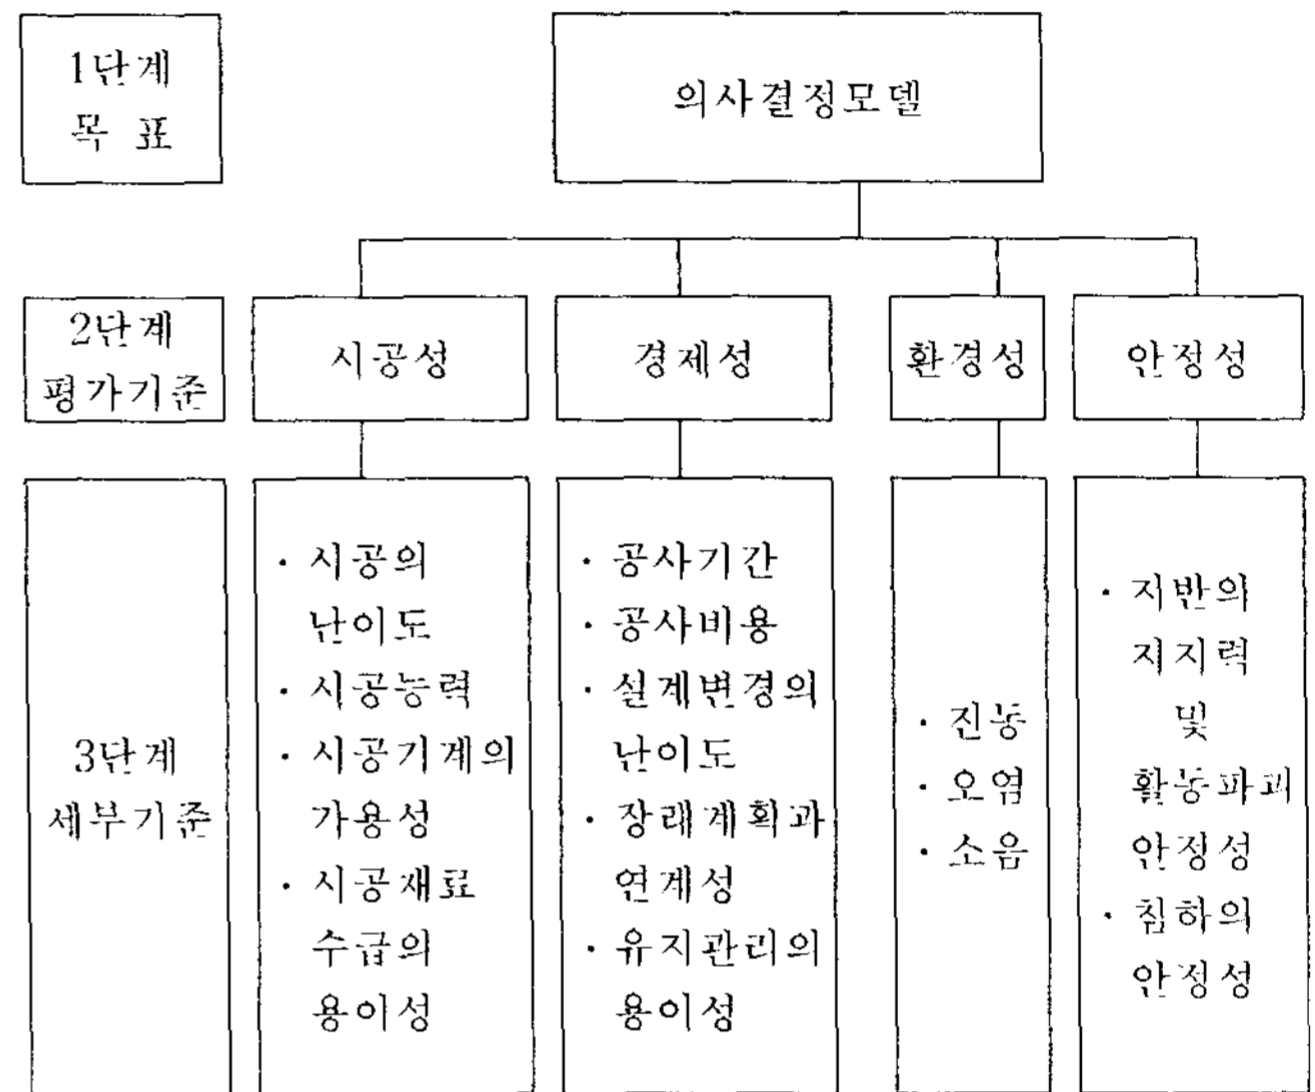 1단계
목 표
의사결정모델
2단계
평가기준
시공성
경제성
환경성
안정성
3단계
세부기준
· 시공의
난이도
· 시공능력
· 시공기계의
가용성
· 시공재료
수급의
용이성
· 공사기간
· 공사비용
· 설계변경의
난이도
· 장래계획과
연계성
· 유지관리의
용이성
· 진동
· 오염
· 소음
· 지반의
지지력
및
활동파괴
안정성
· 침하의
안정성